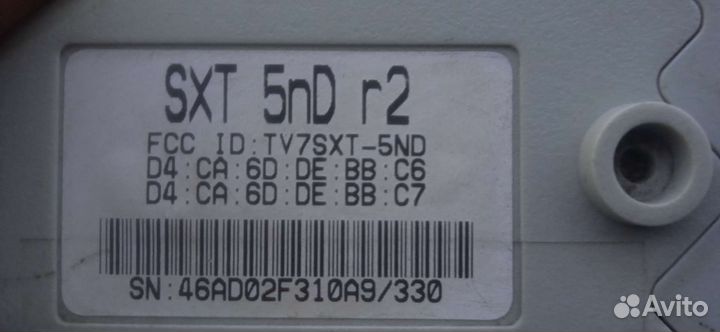 SXT 5nD r2
FCC ID:TV7SXT-5ND
D4:CA:6D:DE:BB:C6
D4:CA:6D:DE:BB:C7
SN:46AD02F310A9/330
Avito